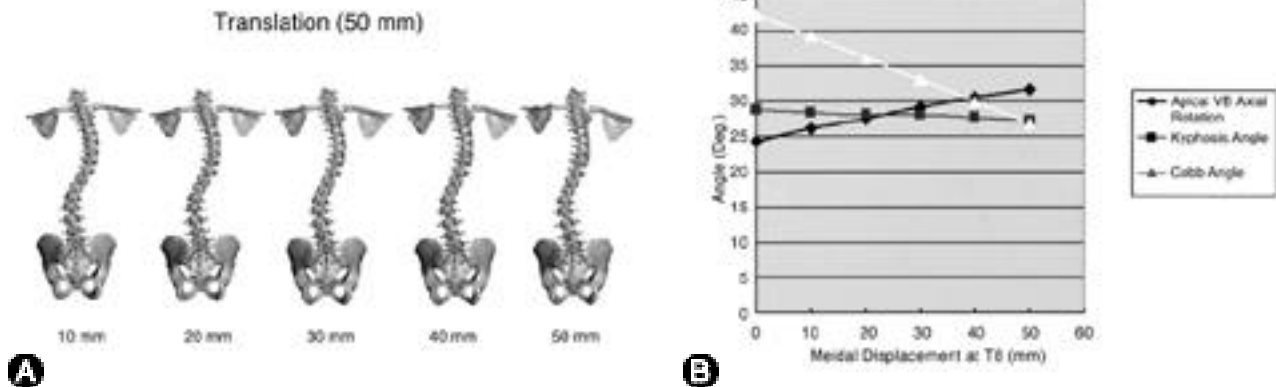 Translation (50 mm)
10 mm
20 mm
30 mm
40 mm
50 mm
A
40
35
30
25
20
15
10
5
0
Angle (Deg.)
0 10 20 30 40 50 60
Meidal Displacement at T8 (mm)
Apical VB Axial
Rotation
Kyphosis Angle
Cobb Angle
B